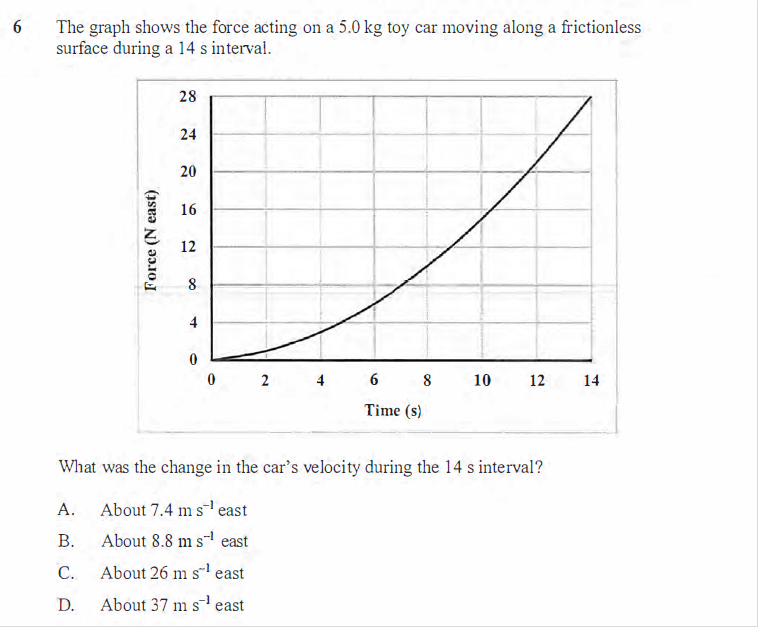 6 The graph shows the force acting on a 5.0 kg toy car moving along a frictionless
surface during a 14 s interval.
28
24
20
16
12
8
4
0
Force (N east)
0 2 4 6 8 10 12 14
Time (s)
What was the change in the car's velocity during the 14 s interval?
A. About 7.4 m s⁻¹ east
B. About 8.8 m s⁻¹ east
C. About 26 m s⁻¹ east
D. About 37 m s⁻¹ east